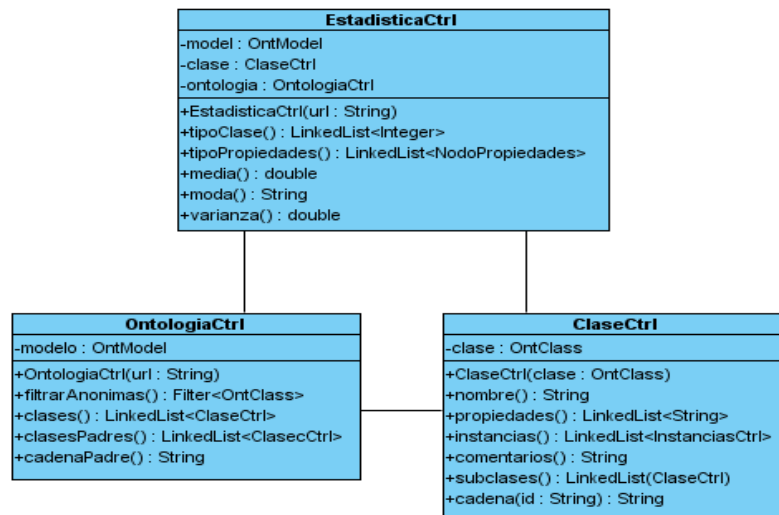 EstadisticaCtrl
-model : OntModel
-clase : ClaseCtrl
-ontologia : OntologiaCtrl
+EstadisticaCtrl(url : String)
+tipoClase() : LinkedList<Integer>
+tipoPropiedades() : LinkedList<NodoPropiedades>
+media() : double
+moda() : String
+varianza() : double
OntologiaCtrl
-modelo : OntModel
+OntologiaCtrl(url : String)
+filtrarAnonimas() : Filter<OntClass>
+clases() : LinkedList<ClaseCtrl>
+clasesPadres() : LinkedList<ClasecCtrl>
+cadenaPadre() : String
ClaseCtrl
-clase : OntClass
+ClaseCtrl(clase : OntClass)
+nombre() : String
+propiedades() : LinkedList<String>
+instancias() : LinkedList<InstanciasCtrl>
+comentarios() : String
+subclases() : LinkedList(ClaseCtrl)
+cadena(id : String) : String